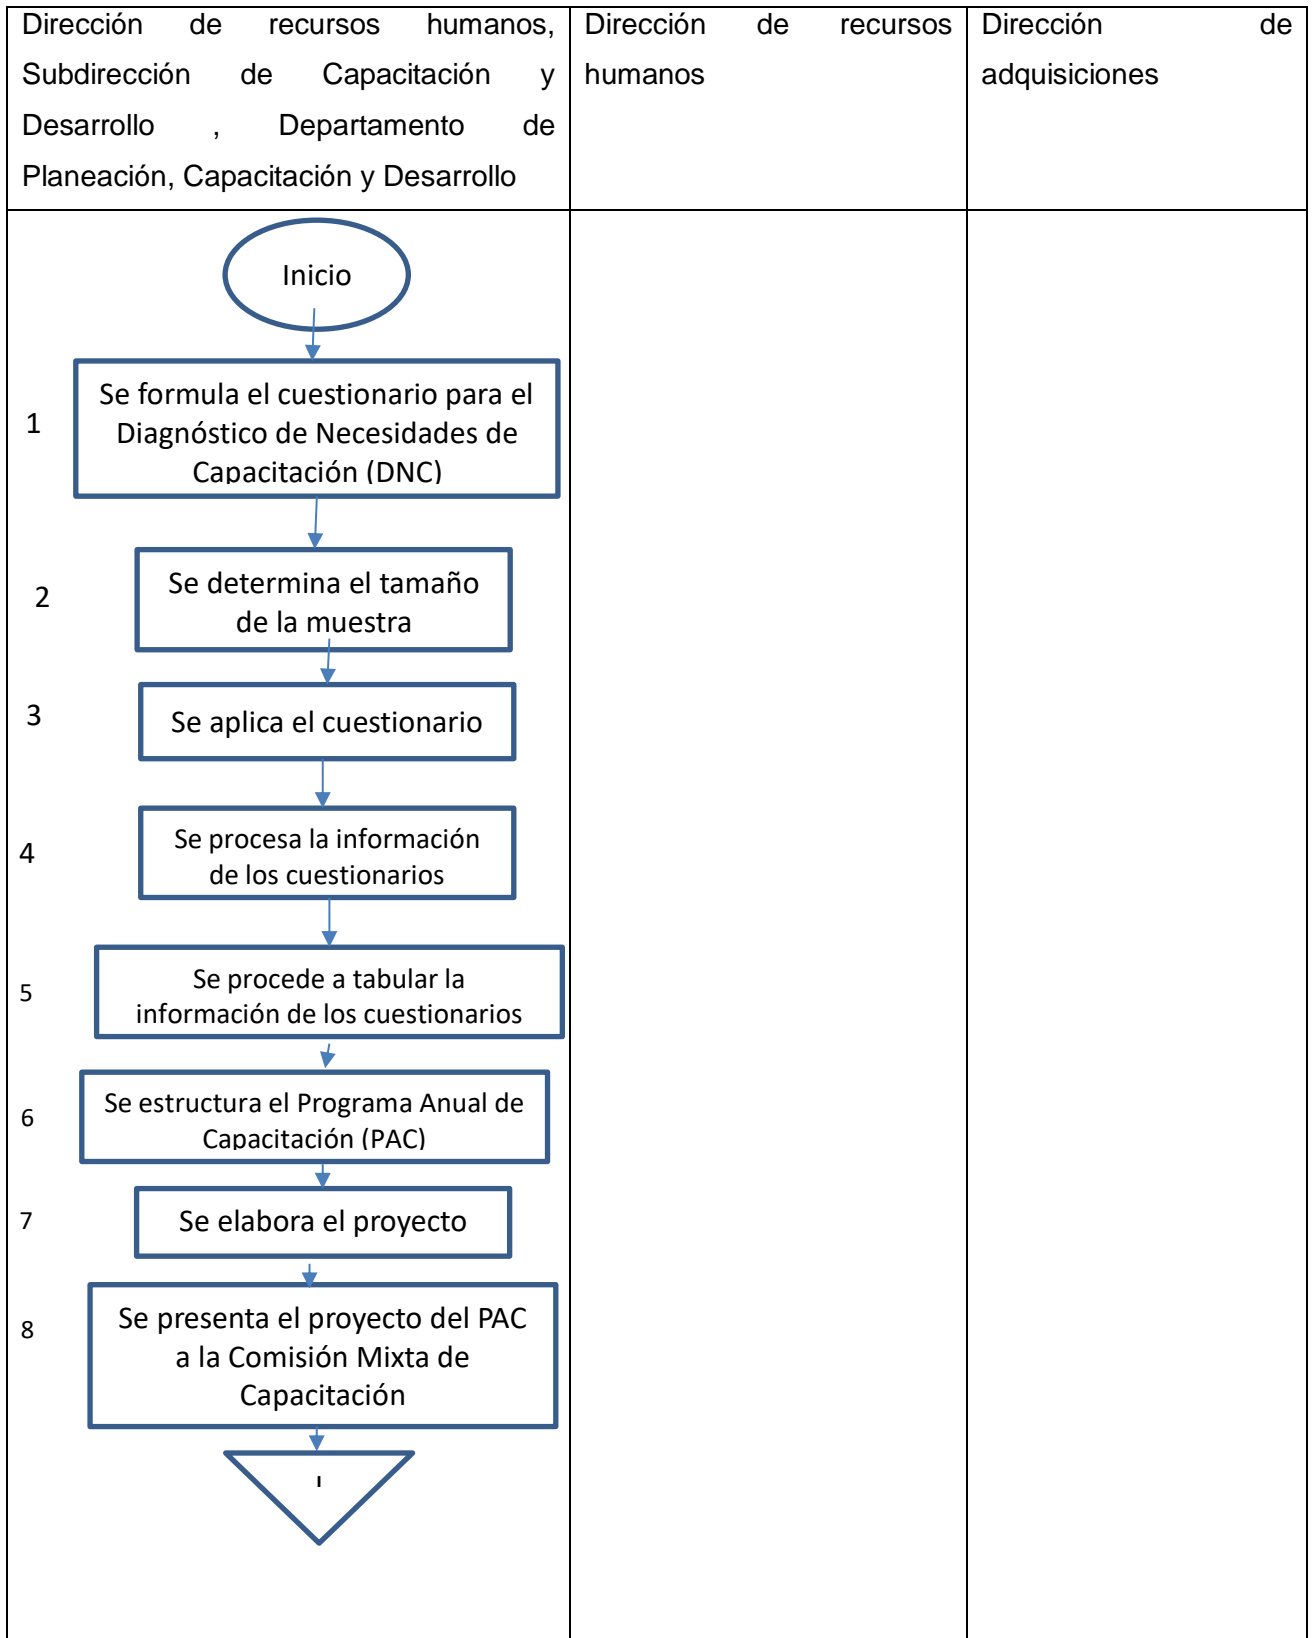 Dirección de recursos humanos,
Subdirección de Capacitación y
Desarrollo , Departamento de
Planeación, Capacitación y Desarrollo
Dirección de recursos
humanos
Dirección de
adquisiciones
Inicio
1
Se formula el cuestionario para el
Diagnóstico de Necesidades de
Capacitación (DNC)
2
Se determina el tamaño
de la muestra
3
Se aplica el cuestionario
4
Se procesa la información
de los cuestionarios
5
Se procede a tabular la
información de los cuestionarios
6
Se estructura el Programa Anual de
Capacitación (PAC)
7
Se elabora el proyecto
8
Se presenta el proyecto del PAC
a la Comisión Mixta de
Capacitación